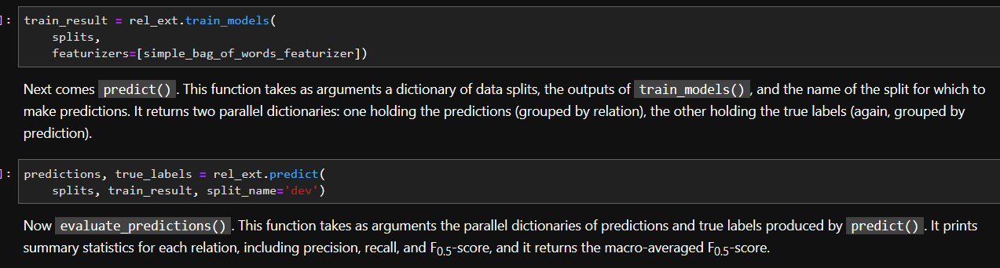 ]: train_result = rel_ext.train_models(
splits,
featurizers=[simple_bag_of_words_featurizer])
Next comes predict(). This function takes as arguments a dictionary of data splits, the outputs of train_models(), and the name of the split for which to
make predictions. It returns two parallel dictionaries: one holding the predictions (grouped by relation), the other holding the true labels (again, grouped by
prediction).
]: predictions, true_labels = rel_ext.predict(
splits, train_result, split_name='dev')
Now evaluate_predictions(). This function takes as arguments the parallel dictionaries of predictions and true labels produced by predict(). It prints
summary statistics for each relation, including precision, recall, and F0.5-score, and it returns the macro-averaged F0.5-score.